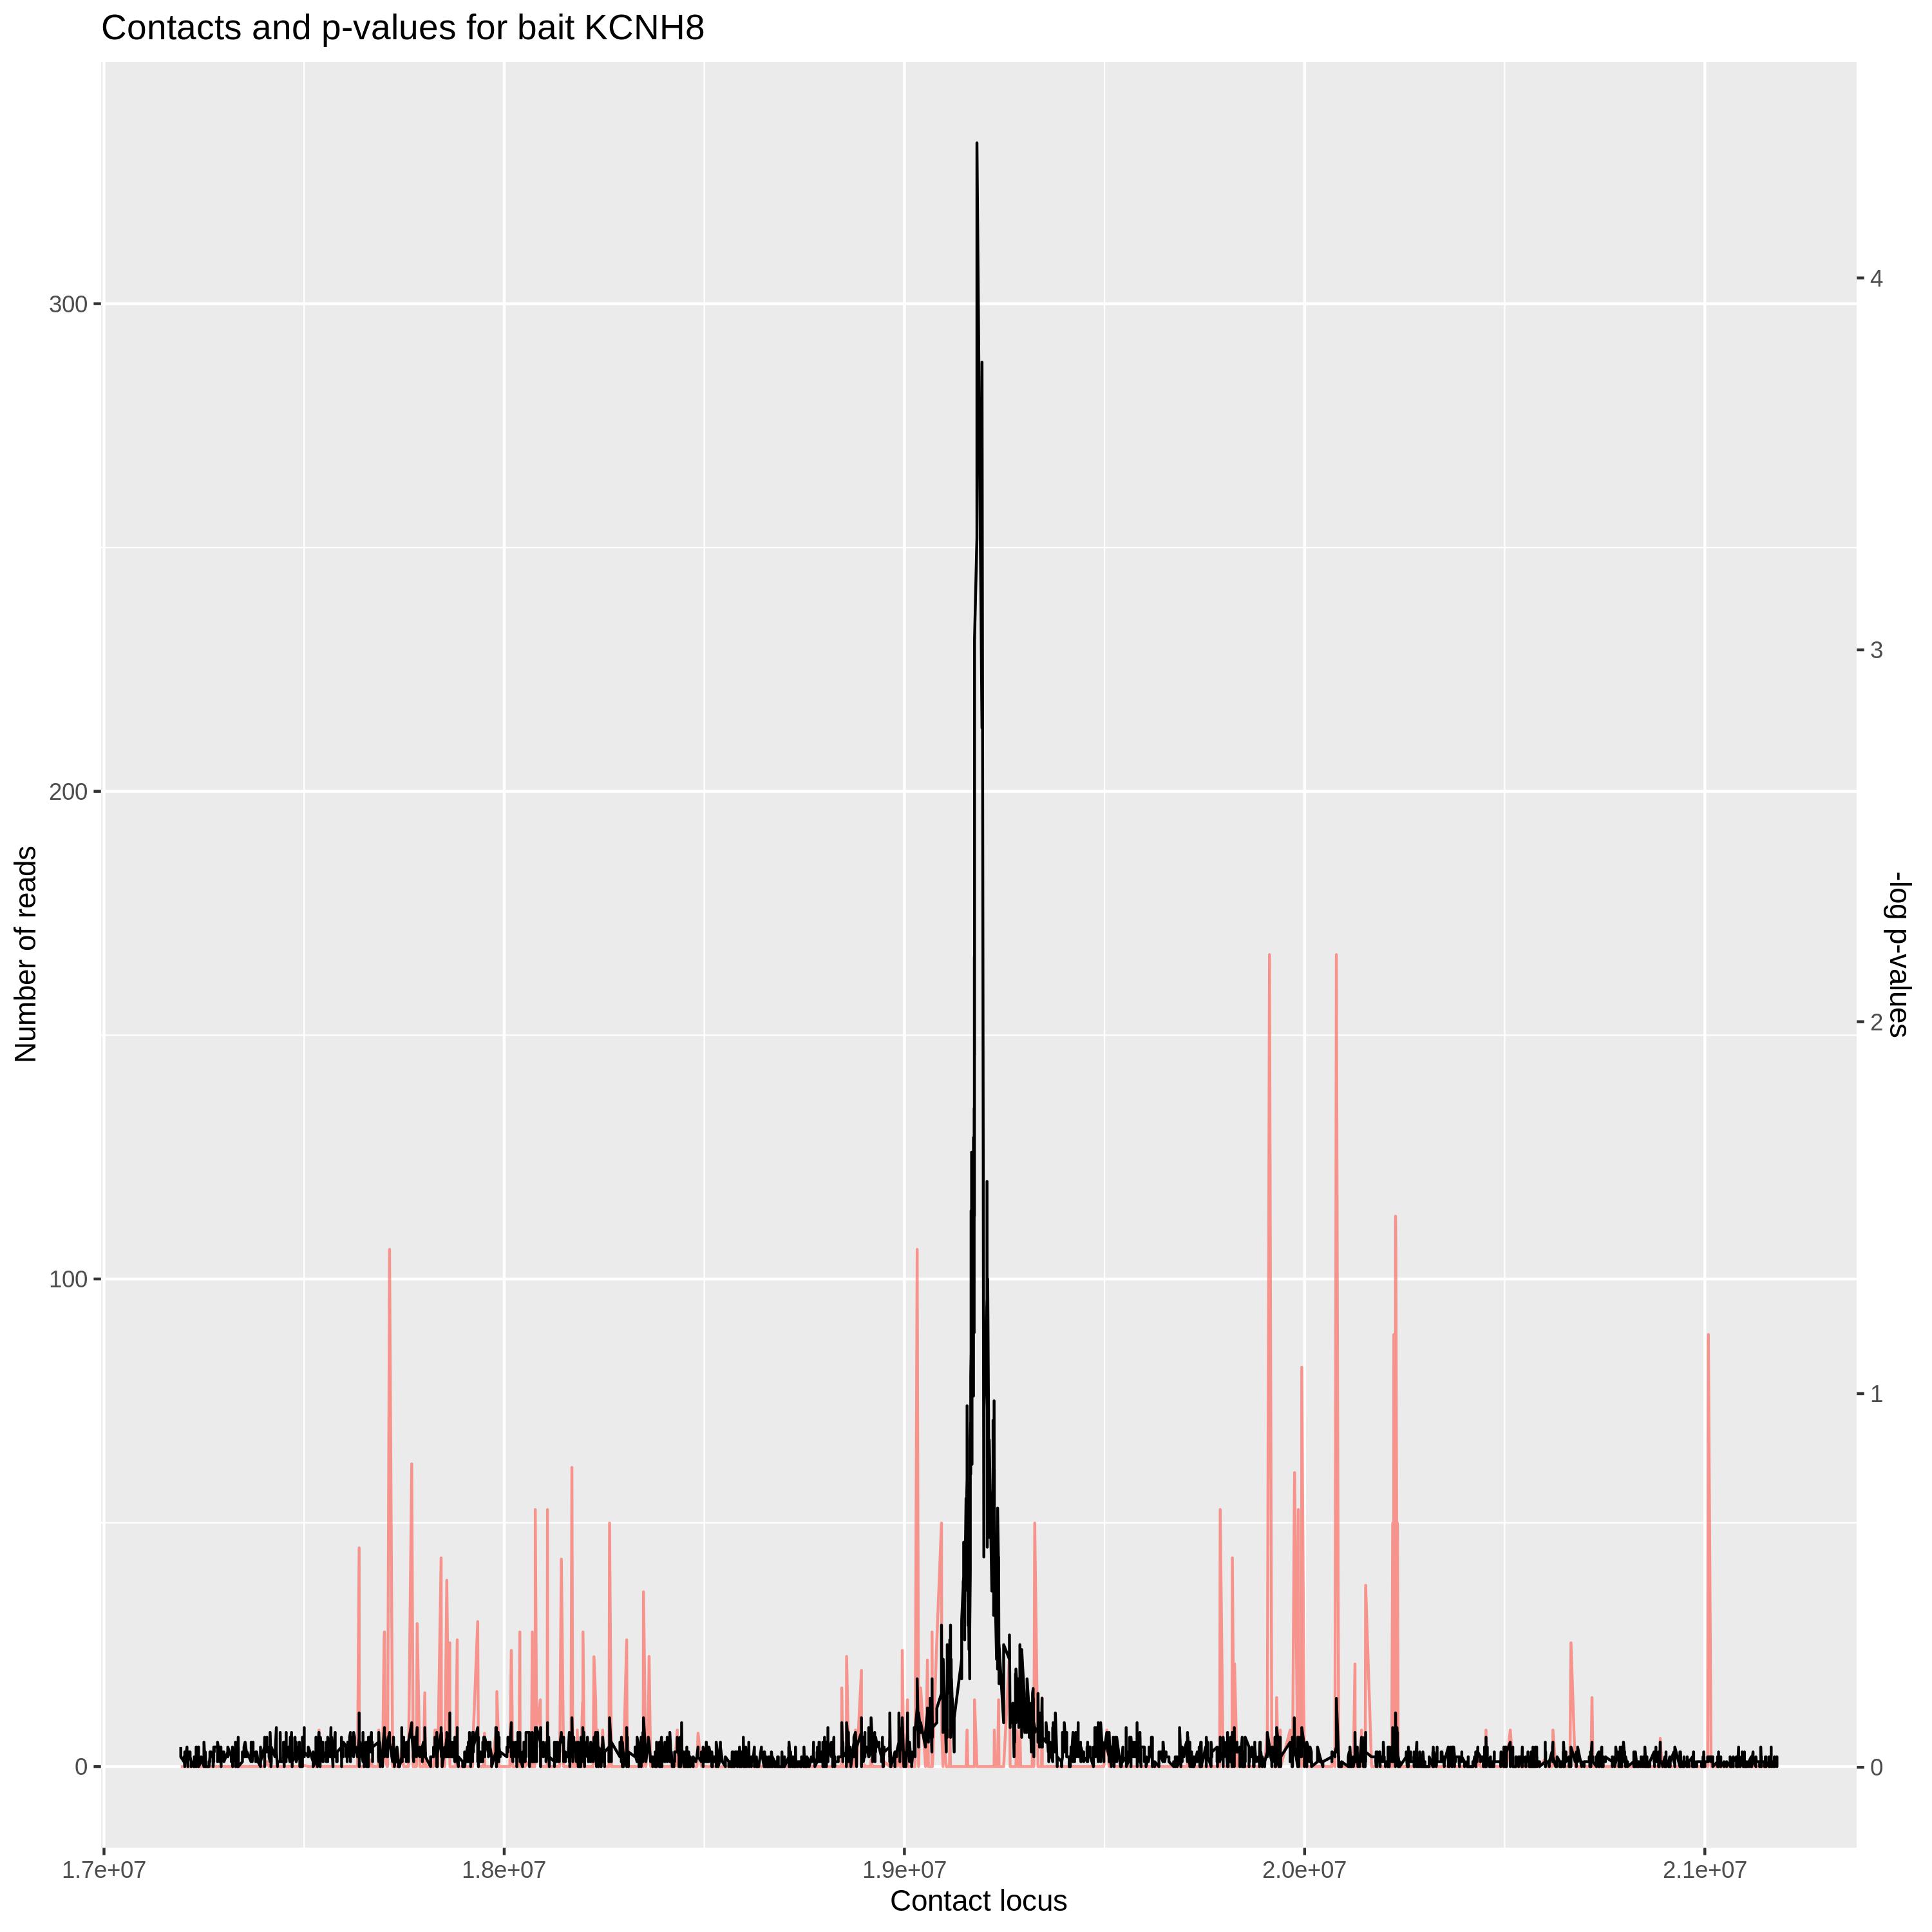 Contacts and p-values for bait KCNH8
300
200
100
0
Number of reads
4
3
2
1
0
-log p-values
1.7e+07 1.8e+07 1.9e+07 2.0e+07 2.1e+07
Contact locus